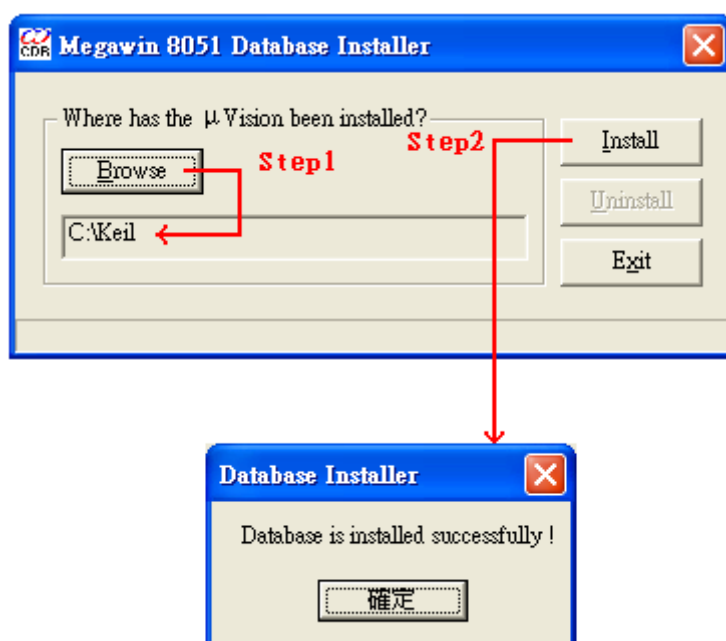 CDB Megawin 8051 Database Installer
Where has the μVision been installed?
Step1
Step2
Browse
C:\Keil
Install
Uninstall
Exit
Database Installer
Database is installed successfully !
確定